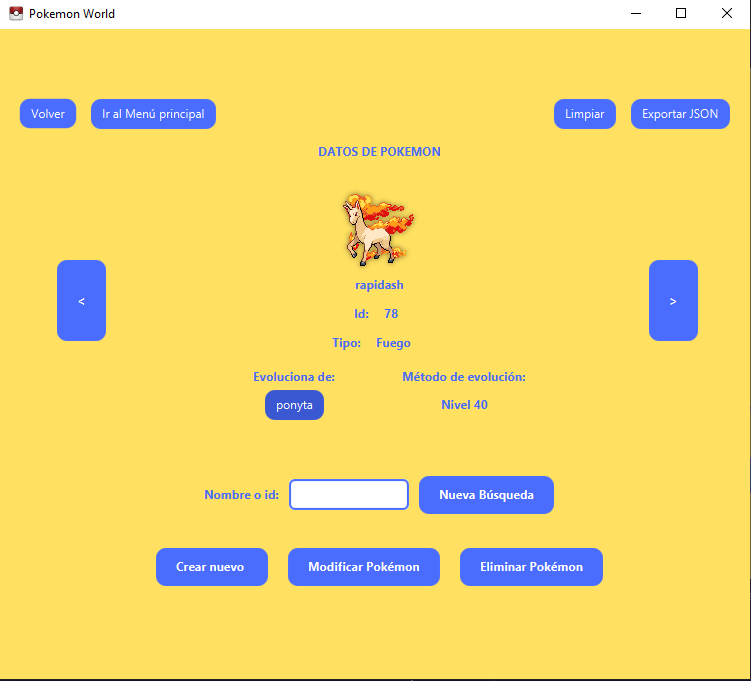 Pokemon World
Volver
Ir al Menú principal
Limpiar
Exportar JSON
DATOS DE POKEMON
rapidash
<
>
Id: 78
Tipo: Fuego
Evoluciona de:
Método de evolución:
ponyta
Nivel 40
Nombre o id:
Nueva Búsqueda
Crear nuevo
Modificar Pokémon
Eliminar Pokémon